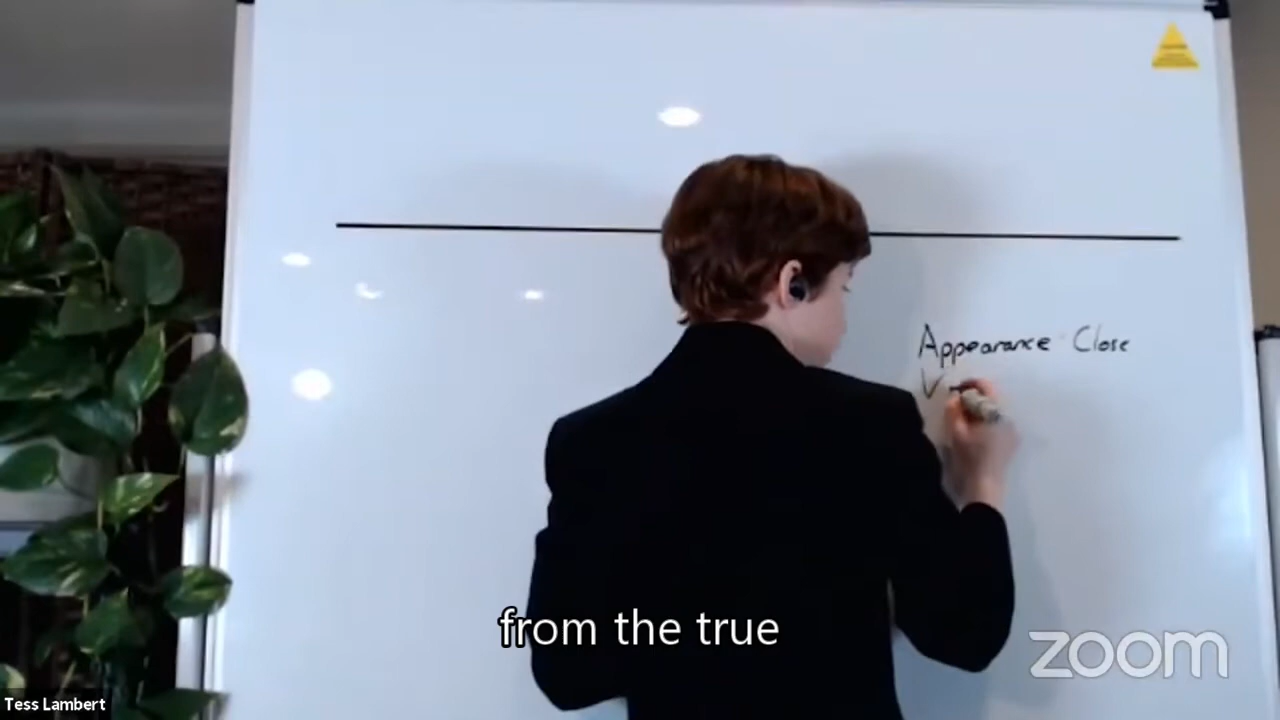 Appearance Close
V
from the true
zoom
Tess Lambert